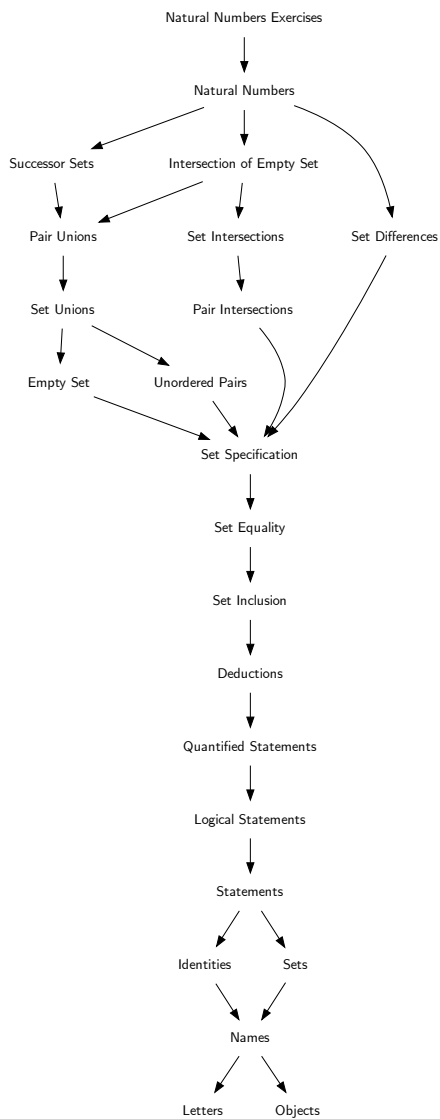 Natural Numbers Exercises
Natural Numbers
Successor Sets
Intersection of Empty Set
Pair Unions
Set Intersections
Set Differences
Set Unions
Pair Intersections
Empty Set
Unordered Pairs
Set Specification
Set Equality
Set Inclusion
Deductions
Quantified Statements
Logical Statements
Statements
Identities
Sets
Names
Letters
Objects